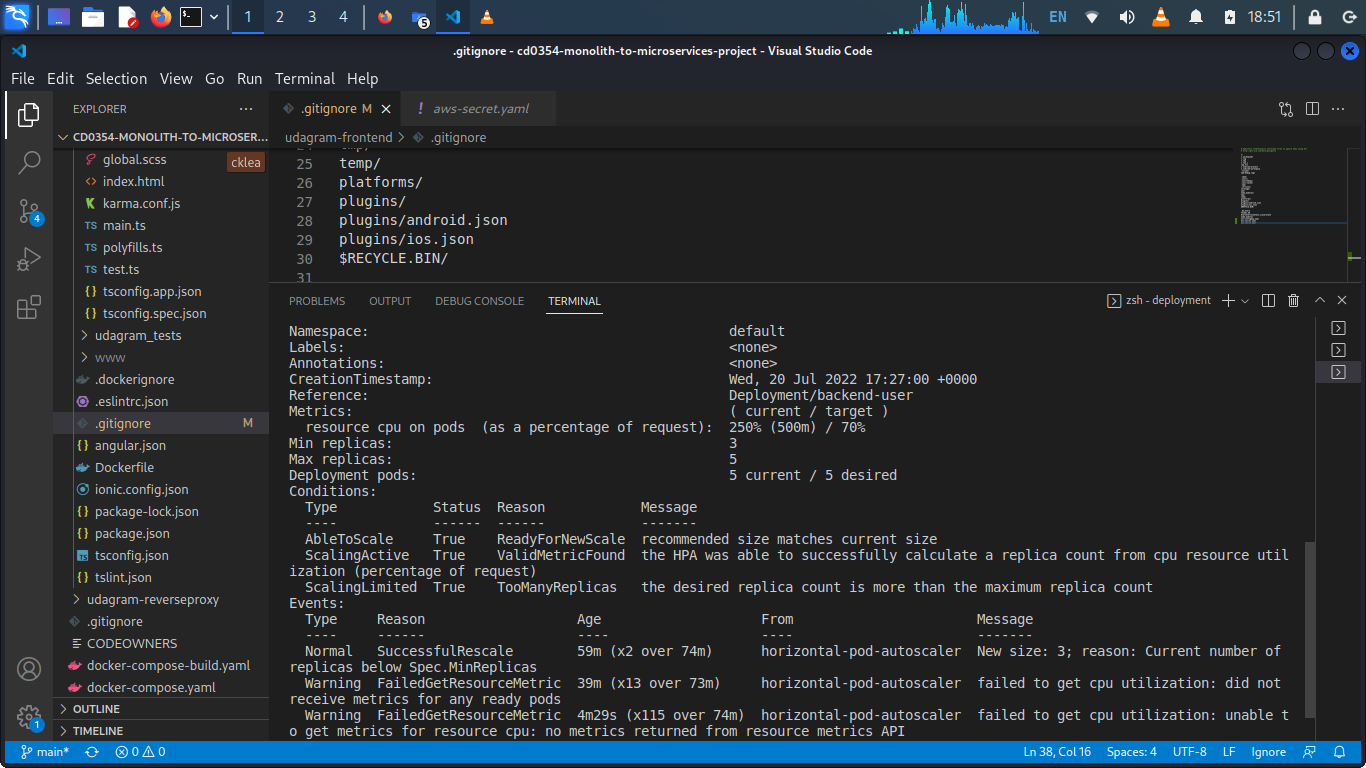 1 2 3 4 5 EN 18:51
.gitignore - cd0354-monolith-to-microservices-project - Visual Studio Code
File Edit Selection View Go Run Terminal Help
EXPLORER
CD0354-MONOLITH-TO-MICROSER...
global.scss
cklea
index.html
karma.conf.js
TS main.ts
TS polyfills.ts
TS test.ts
{} tsconfig.app.json
{} tsconfig.spec.json
udagram_tests
www
.dockerignore
.eslintrc.json
.gitignore M
{} angular.json
Dockerfile
ionic.config.json
{} package-lock.json
{} package.json
tsconfig.json
{} tslint.json
udagram-reverseproxy
.gitignore
CODEOWNERS
docker-compose-build.yaml
docker-compose.yaml
OUTLINE
TIMELINE
4
1
.gitignore M
! aws-secret.yaml
udagram-frontend > .gitignore
25 temp/
26 platforms/
27 plugins/
28 plugins/android.json
29 plugins/ios.json
30 $RECYCLE.BIN/
31
PROBLEMS OUTPUT DEBUG CONSOLE TERMINAL
zsh - deployment
Namespace: default
Labels: <none>
Annotations: <none>
CreationTimestamp: Wed, 20 Jul 2022 17:27:00 +0000
Reference: Deployment/backend-user
Metrics: ( current / target )
resource cpu on pods (as a percentage of request): 250% (500m) / 70%
Min replicas: 3
Max replicas: 5
Deployment pods: 5 current / 5 desired
Conditions:
Type Status Reason Message
---- ------ ------ -------
AbleToScale True ReadyForNewScale recommended size matches current size
ScalingActive True ValidMetricFound the HPA was able to successfully calculate a replica count from cpu resource util
ization (percentage of request)
ScalingLimited True TooManyReplicas the desired replica count is more than the maximum replica count
Events:
Type Reason Age From Message
---- ------ ---- ---- -------
Normal SuccessfulRescale 59m (x2 over 74m) horizontal-pod-autoscaler New size: 3; reason: Current number of
replicas below Spec.MinReplicas
Warning FailedGetResourceMetric 39m (x13 over 73m) horizontal-pod-autoscaler failed to get cpu utilization: did not
receive metrics for any ready pods
Warning FailedGetResourceMetric 4m29s (x115 over 74m) horizontal-pod-autoscaler failed to get cpu utilization: unable t
o get metrics for resource cpu: no metrics returned from resource metrics API
main* 0 0 Ln 38, Col 16 Spaces: 4 UTF-8 LF Ignore